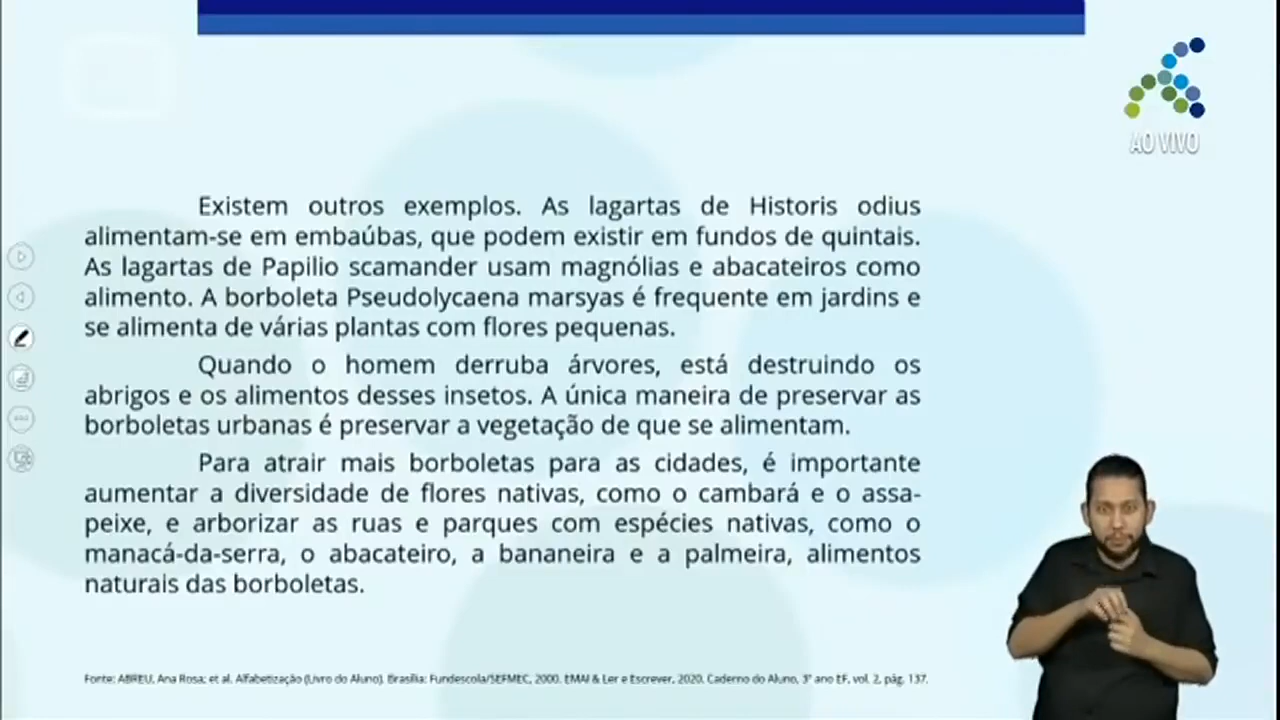 AO VIVO
Existem outros exemplos. As lagartas de Historis odius
alimentam-se em embaúbas, que podem existir em fundos de quintais.
As lagartas de Papilio scamander usam magnólias e abacateiros como
alimento. A borboleta Pseudolycaena marsyas é frequente em jardins e
se alimenta de várias plantas com flores pequenas.
Quando o homem derruba árvores, está destruindo os
abrigos e os alimentos desses insetos. A única maneira de preservar as
borboletas urbanas é preservar a vegetação de que se alimentam.
Para atrair mais borboletas para as cidades, é importante
aumentar a diversidade de flores nativas, como o cambará e o assa-
peixe, e arborizar as ruas e parques com espécies nativas, como o
manacá-da-serra, o abacateiro, a bananeira e a palmeira, alimentos
naturais das borboletas.
Fonte: ABREU, Ana Rosa; et al. Alfabetização (Livro do Aluno). Brasília: Fundescola/SEFMEC, 2000. EMAI & Ler e Escrever, 2020. Caderno do Aluno, 3° ano EF, vol. 2, pág. 137.